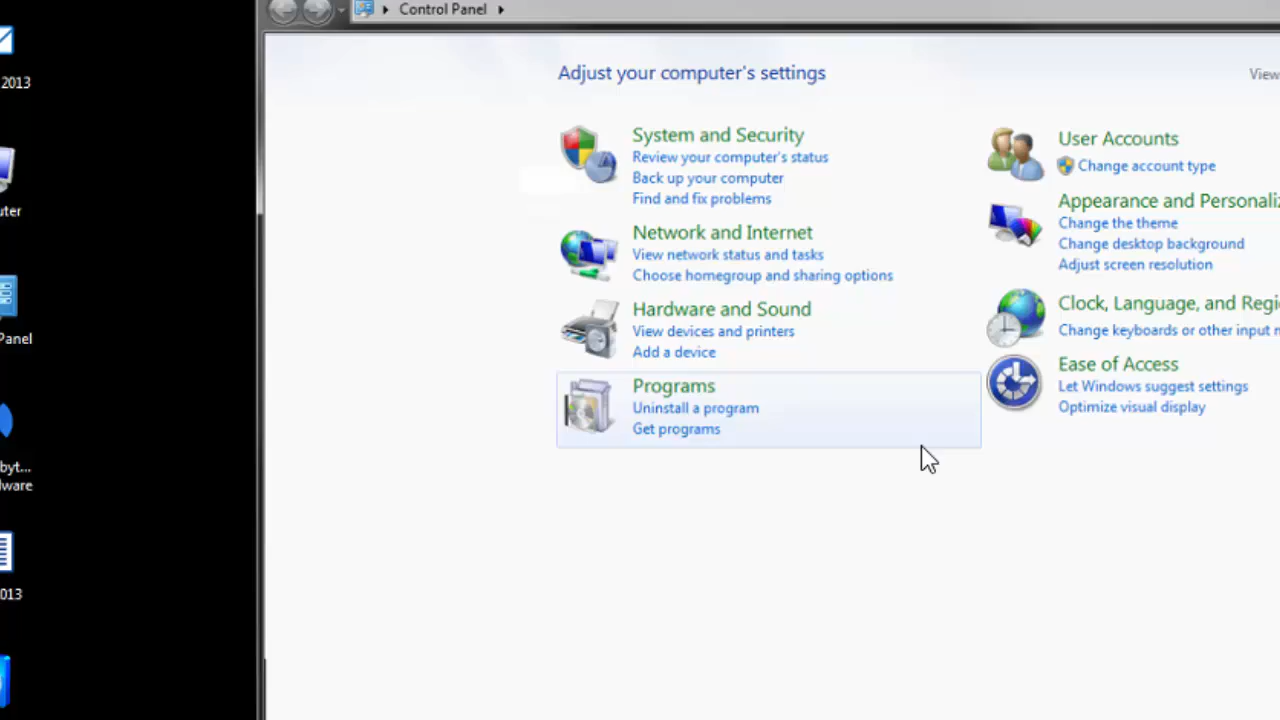 Control Panel
2013
uter
Panel
byt...
lware
013
Adjust your computer's settings
View
System and Security
Review your computer's status
Back up your computer
Find and fix problems
Network and Internet
View network status and tasks
Choose homegroup and sharing options
Hardware and Sound
View devices and printers
Add a device
Programs
Uninstall a program
Get programs
User Accounts
Change account type
Appearance and Personaliz
Change the theme
Change desktop background
Adjust screen resolution
Clock, Language, and Regi
Change keyboards or other input m
Ease of Access
Let Windows suggest settings
Optimize visual display